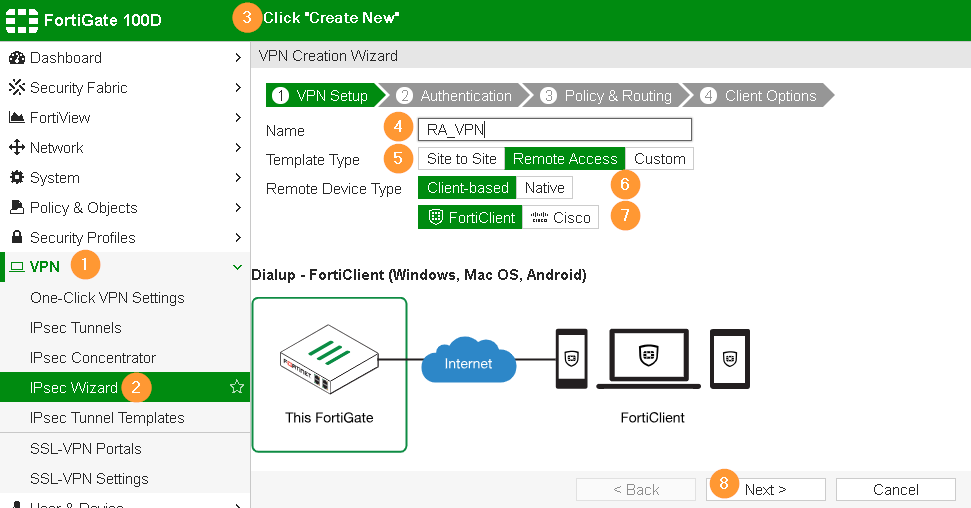 FortiGate 100D
3 Click "Create New"
Dashboard
Security Fabric
FortiView
Network
System
Policy & Objects
Security Profiles
VPN 1
One-Click VPN Settings
IPsec Tunnels
IPsec Concentrator
IPsec Wizard 2
IPsec Tunnel Templates
SSL-VPN Portals
SSL-VPN Settings
User & Device
VPN Creation Wizard
1 VPN Setup 2 Authentication 3 Policy & Routing 4 Client Options
Name 4 RA_VPN
Template Type 5 Site to Site Remote Access Custom
Remote Device Type Client-based Native 6
FortiClient cisco Cisco 7
Dialup - FortiClient (Windows, Mac OS, Android)
FORTINET
Internet
This FortiGate
FortiClient
< Back 8 Next > Cancel